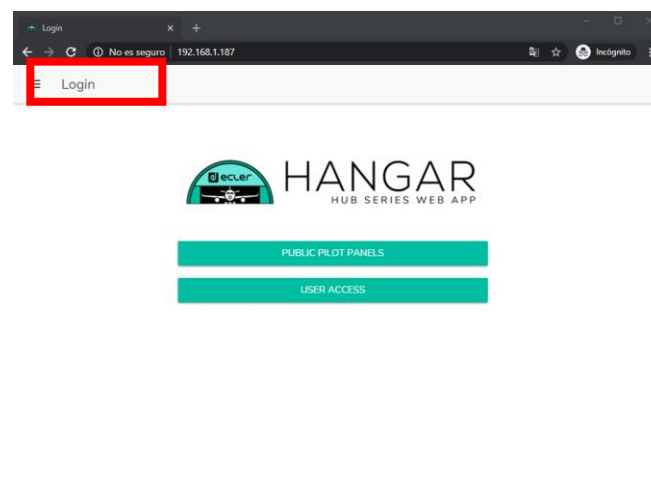 Login
No es seguro 192.168.1.187 Incógnito
Login
ecler
HANGAR
HUB SERIES WEB APP
PUBLIC PILOT PANELS
USER ACCESS